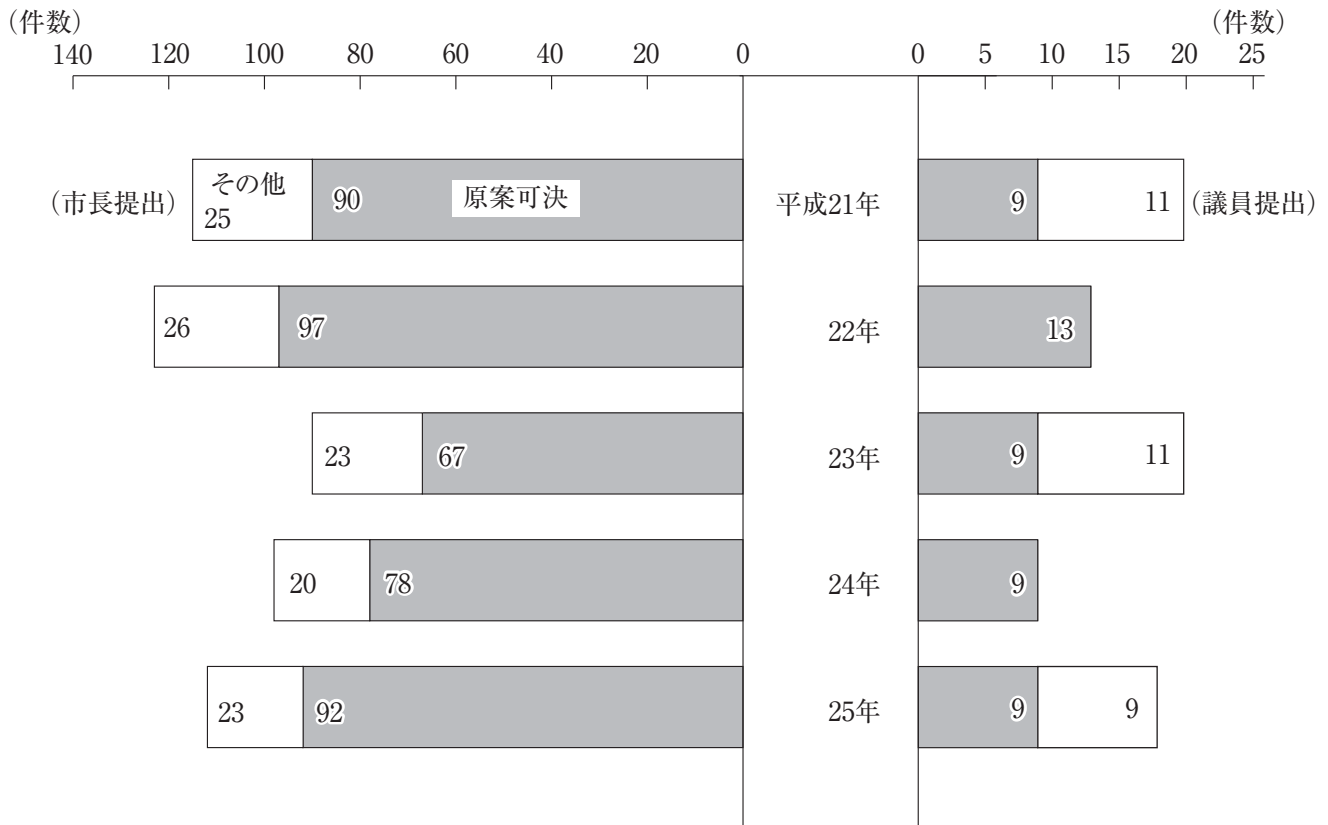 (件数) (件数)
140 120 100 80 60 40 20 0 0 5 10 15 20 25
(市長提出) その他 25 90 原案可決 平成21年 9 11 (議員提出)
26 97 22年 13
23 67 23年 9 11
20 78 24年 9
23 92 25年 9 9